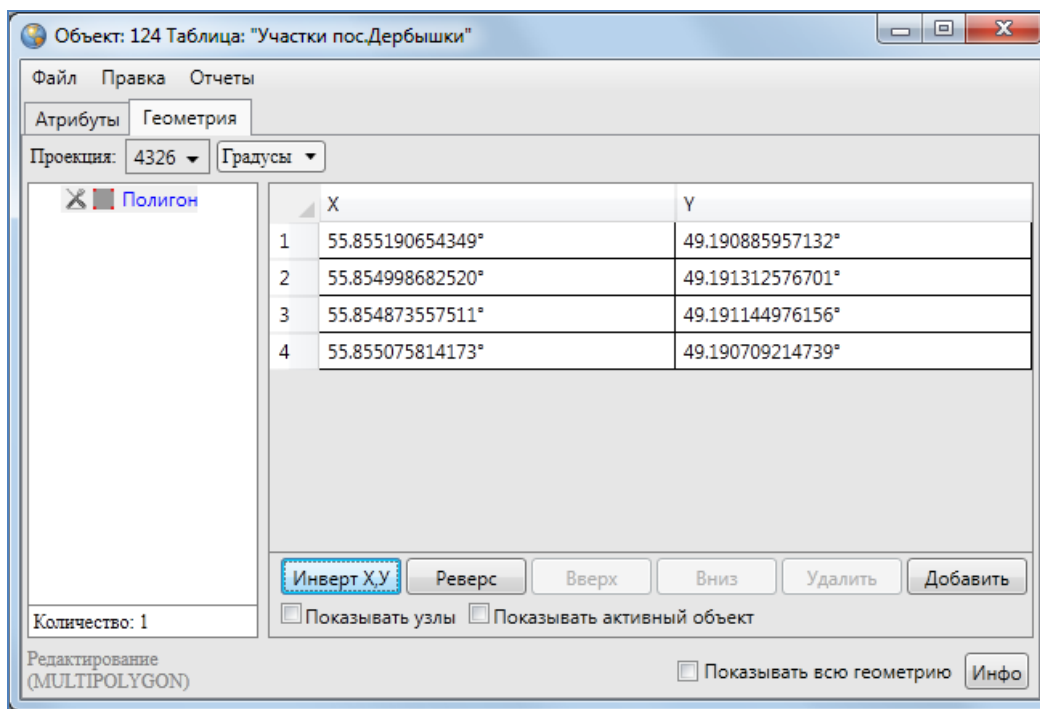 Объект: 124 Таблица: "Участки пос.Дербышки"
Файл Правка Отчеты
Атрибуты Геометрия
Проекция: 4326 Градусы
Полигон
X Y
1 55.855190654349° 49.190885957132°
2 55.854998682520° 49.191312576701°
3 55.854873557511° 49.191144976156°
4 55.855075814173° 49.190709214739°
Инверт X,У Реверс Вверх Вниз Удалить Добавить
Показывать узлы Показывать активный объект
Количество: 1
Редактирование
(MULTIPOLYGON)
Показывать всю геометрию Инфо